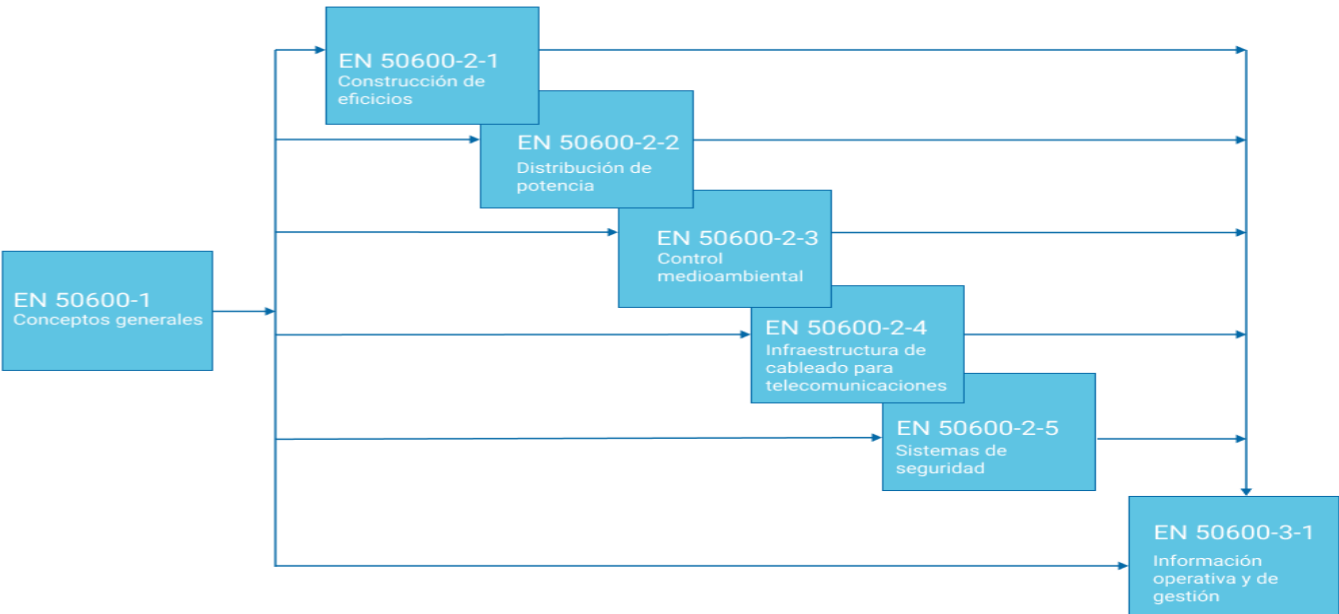 EN 50600-2-1
Construcción de
eficicios
EN 50600-2-2
Distribución de
potencia
EN 50600-2-3
Control
medioambiental
EN 50600-1
Conceptos generales
EN 50600-2-4
Infraestructura de
cableado para
telecomunicaciones
EN 50600-2-5
Sistemas de
seguridad
EN 50600-3-1
Información
operativa y de
gestión